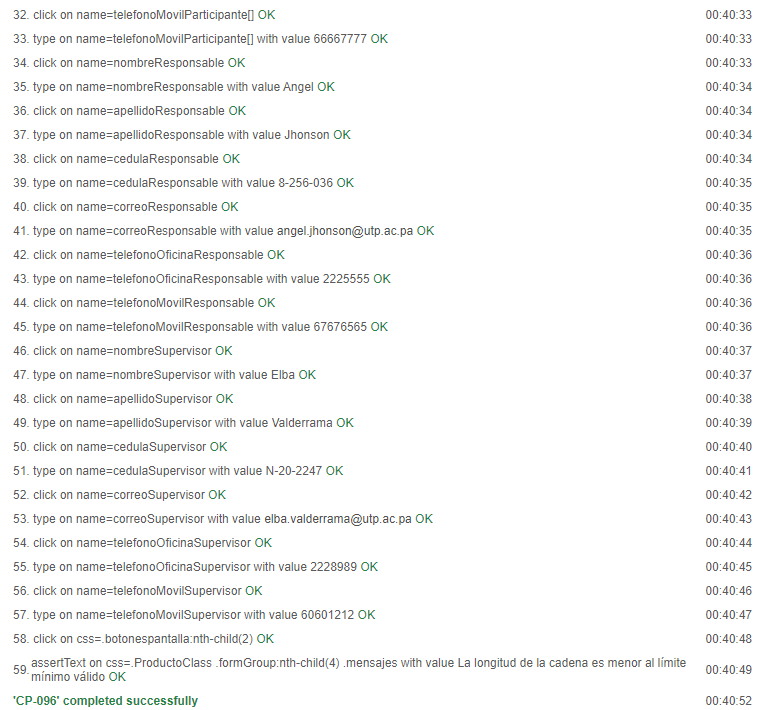 32. click on name=telefonoMovilParticipante[] OK 00:40:33
33. type on name=telefonoMovilParticipante[] with value 66667777 OK 00:40:33
34. click on name=nombreResponsable OK 00:40:33
35. type on name=nombreResponsable with value Angel OK 00:40:34
36. click on name=apellidoResponsable OK 00:40:34
37. type on name=apellidoResponsable with value Jhonson OK 00:40:34
38. click on name=cedulaResponsable OK 00:40:34
39. type on name=cedulaResponsable with value 8-256-036 OK 00:40:35
40. click on name=correoResponsable OK 00:40:35
41. type on name=correoResponsable with value angel.jhonson@utp.ac.pa OK 00:40:35
42. click on name=telefonoOficinaResponsable OK 00:40:36
43. type on name=telefonoOficinaResponsable with value 2225555 OK 00:40:36
44. click on name=telefonoMovilResponsable OK 00:40:36
45. type on name=telefonoMovilResponsable with value 67676565 OK 00:40:36
46. click on name=nombreSupervisor OK 00:40:37
47. type on name=nombreSupervisor with value Elba OK 00:40:37
48. click on name=apellidoSupervisor OK 00:40:38
49. type on name=apellidoSupervisor with value Valderrama OK 00:40:39
50. click on name=cedulaSupervisor OK 00:40:40
51. type on name=cedulaSupervisor with value N-20-2247 OK 00:40:41
52. click on name=correoSupervisor OK 00:40:42
53. type on name=correoSupervisor with value elba.valderrama@utp.ac.pa OK 00:40:43
54. click on name=telefonoOficinaSupervisor OK 00:40:44
55. type on name=telefonoOficinaSupervisor with value 2228989 OK 00:40:45
56. click on name=telefonoMovilSupervisor OK 00:40:46
57. type on name=telefonoMovilSupervisor with value 60601212 OK 00:40:47
58. click on css=.botonespantalla:nth-child(2) OK 00:40:48
59. assertText on css=.ProductoClass .formGroup:nth-child(4) .mensajes with value La longitud de la cadena es menor al límite 00:40:49
mínimo válido OK
'CP-096' completed successfully 00:40:52